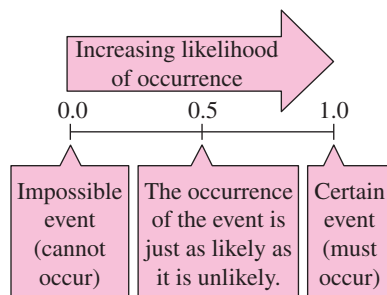 Increasing likelihood
of occurrence
0.0 0.5 1.0
Impossible
event
(cannot
occur)
The occurrence
of the event is
just as likely as
it is unlikely.
Certain
event
(must
occur)